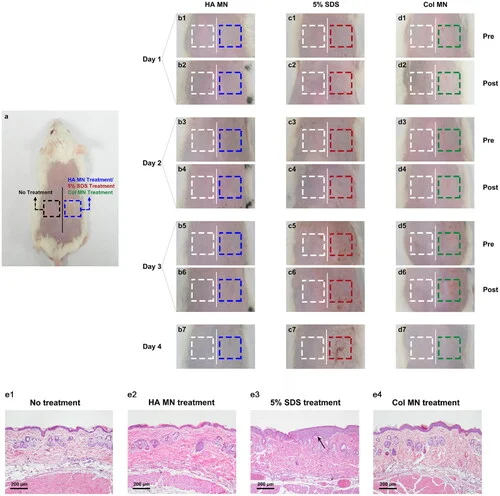 HA MN 5% SDS Col MN
b1 c1 d1 Pre
Day 1
b2 c2 d2 Post
a
b3 c3 d3 Pre
Day 2
b4 c4 d4 Post
HA MN Treatment/
No Treatment 5% SDS Treatment
Col MN Treatment
b5 c5 d5 Pre
Day 3
b6 c6 d6 Post
Day 4 b7 c7 d7
e1 e2 e3 e4
No treatment HA MN treatment 5% SDS treatment Col MN treatment
200 μm 200 μm 200 μm 200 μm